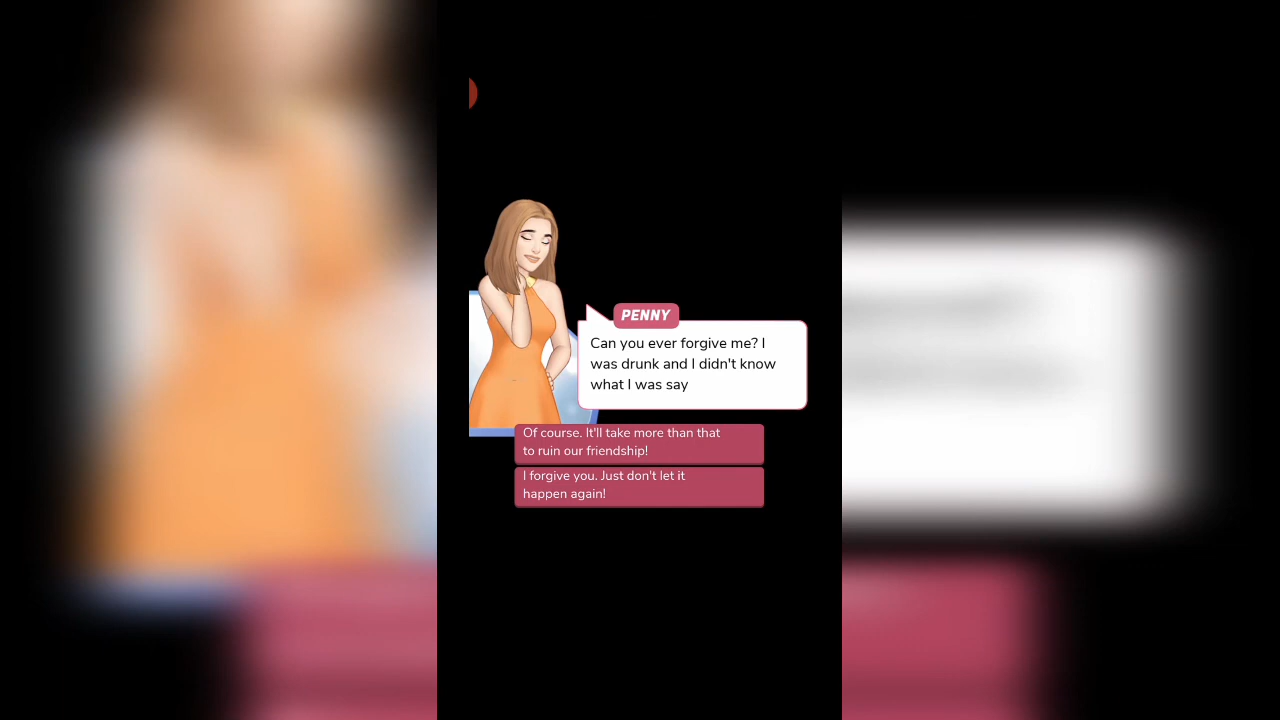 PENNY
Can you ever forgive me? I
was drunk and I didn't know
what I was say
Of course. It'll take more than that
to ruin our friendship!
I forgive you. Just don't let it
happen again!